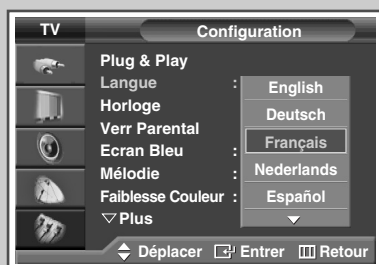 TV
Configuration
Plug & Play
Langue :
English
Deutsch
Français
Nederlands
Español
Horloge
Verr Parental
Ecran Bleu :
Mélodie :
Faiblesse Couleur :
Plus
Déplacer Entrer Retour